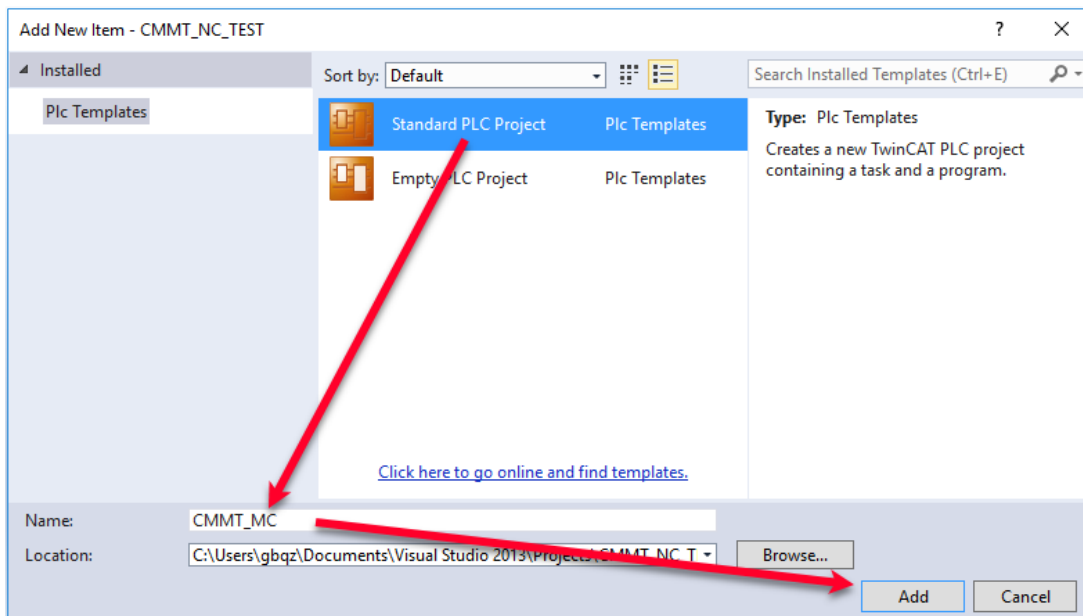 Add New Item - CMMT_NC_TEST
?
Installed
Plc Templates
Sort by: Default
Search Installed Templates (Ctrl+E)
Standard PLC Project Plc Templates
Empty PLC Project Plc Templates
Type: Plc Templates
Creates a new TwinCAT PLC project
containing a task and a program.
Click here to go online and find templates.
Name: CMMT_MC
Location: C:\Users\gbqz\Documents\Visual Studio 2013\Projects\CMMT_NC_T
Browse...
Add
Cancel